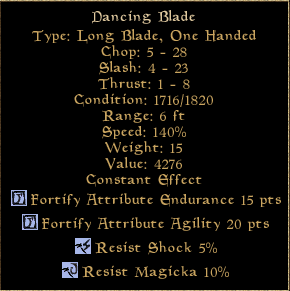 Dancing Blade
Type: Long Blade, One Handed
Chop: 5 - 28
Slash: 4 - 23
Thrust: 1 - 8
Condition: 1716/1820
Range: 6 ft
Speed: 140%
Weight: 15
Value: 4276
Constant Effect
Fortify Attribute Endurance 15 pts
Fortify Attribute Agility 20 pts
Resist Shock 5%
Resist Magicka 10%